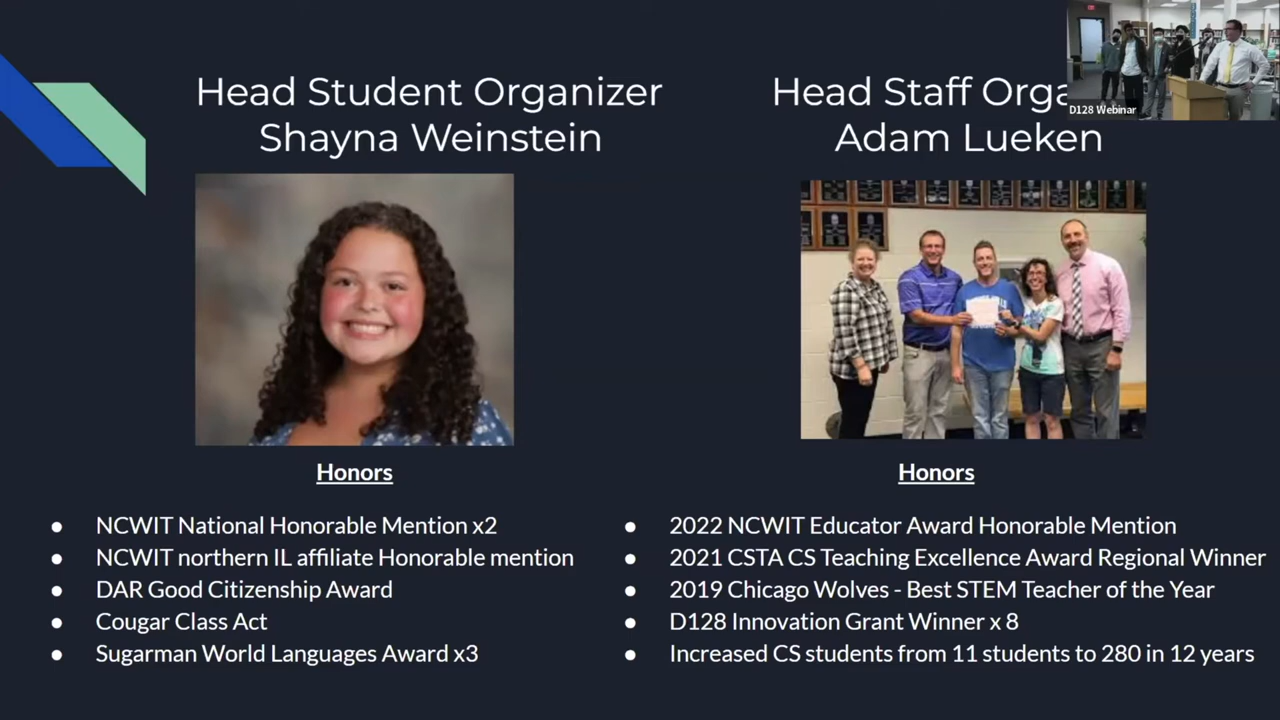 Head Student Organizer
Shayna Weinstein
Head Staff Orga
Adam Lueken
D128 Webinar
Honors
● NCWIT National Honorable Mention x2
● NCWIT northern IL affiliate Honorable mention
● DAR Good Citizenship Award
● Cougar Class Act
● Sugarman World Languages Award x3
Honors
● 2022 NCWIT Educator Award Honorable Mention
● 2021 CSTA CS Teaching Excellence Award Regional Winner
● 2019 Chicago Wolves - Best STEM Teacher of the Year
● D128 Innovation Grant Winner x 8
● Increased CS students from 11 students to 280 in 12 years